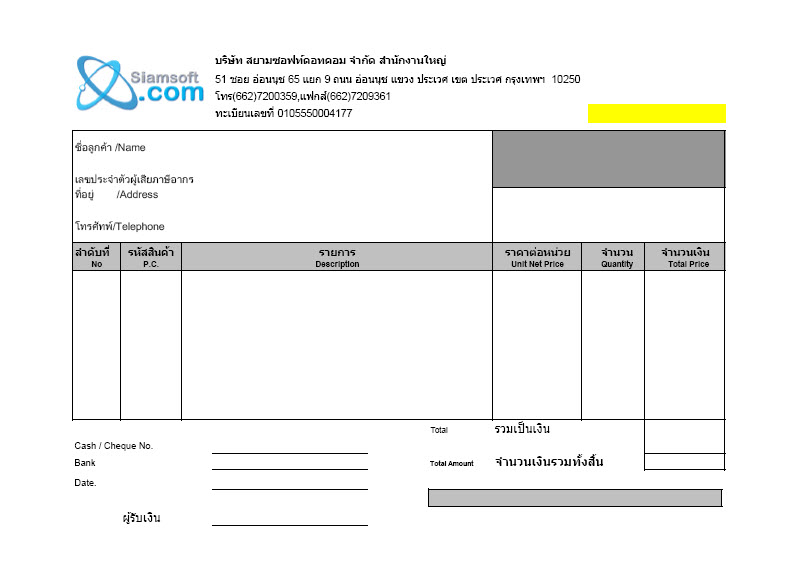 Siamsoft
.com
บริษัท สยามซอฟท์ดอทคอม จำกัด สำนักงานใหญ่
51 ซอย อ่อนนุช 65 แยก 9 ถนน อ่อนนุช แขวง ประเวศ เขต ประเวศ กรุงเทพฯ 10250
โทร(662)7200359,แฟกส์(662)7209361
ทะเบียนเลขที่ 0105550004177
ชื่อลูกค้า /Name
เลขประจำตัวผู้เสียภาษีอากร
ที่อยู่ /Address
โทรศัพท์/Telephone
ลำดับที่ รหัสสินค้า รายการ ราคาต่อหน่วย จำนวน จำนวนเงิน
No P.C. Description Unit Net Price Quantity Total Price
Total รวมเป็นเงิน
Cash / Cheque No.
Bank Total Amount จำนวนเงินรวมทั้งสิ้น
Date.
ผู้รับเงิน